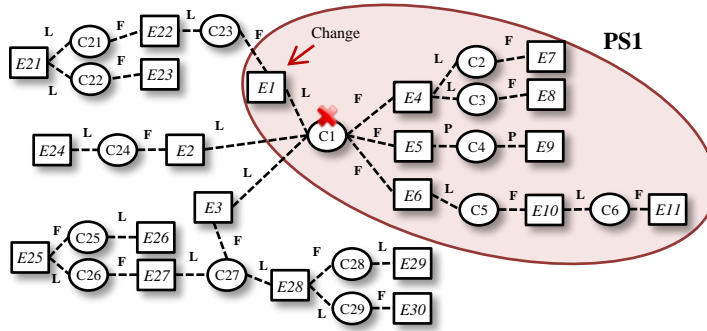 L C21 F E22 L C23 F
E21
L C22 F E23
Change
PS1
E1 L
L C2 F E7
F E4
L C3 F E8
C1 F E5 P C4 P E9
E24 L C24 F E2 L
F E6 L C5 F E10 L C6 F E11
L
E3
F
F C25 L E26
E25
L C26 F E27 L C27 L E28
F C28 L E29
L C29 F E30